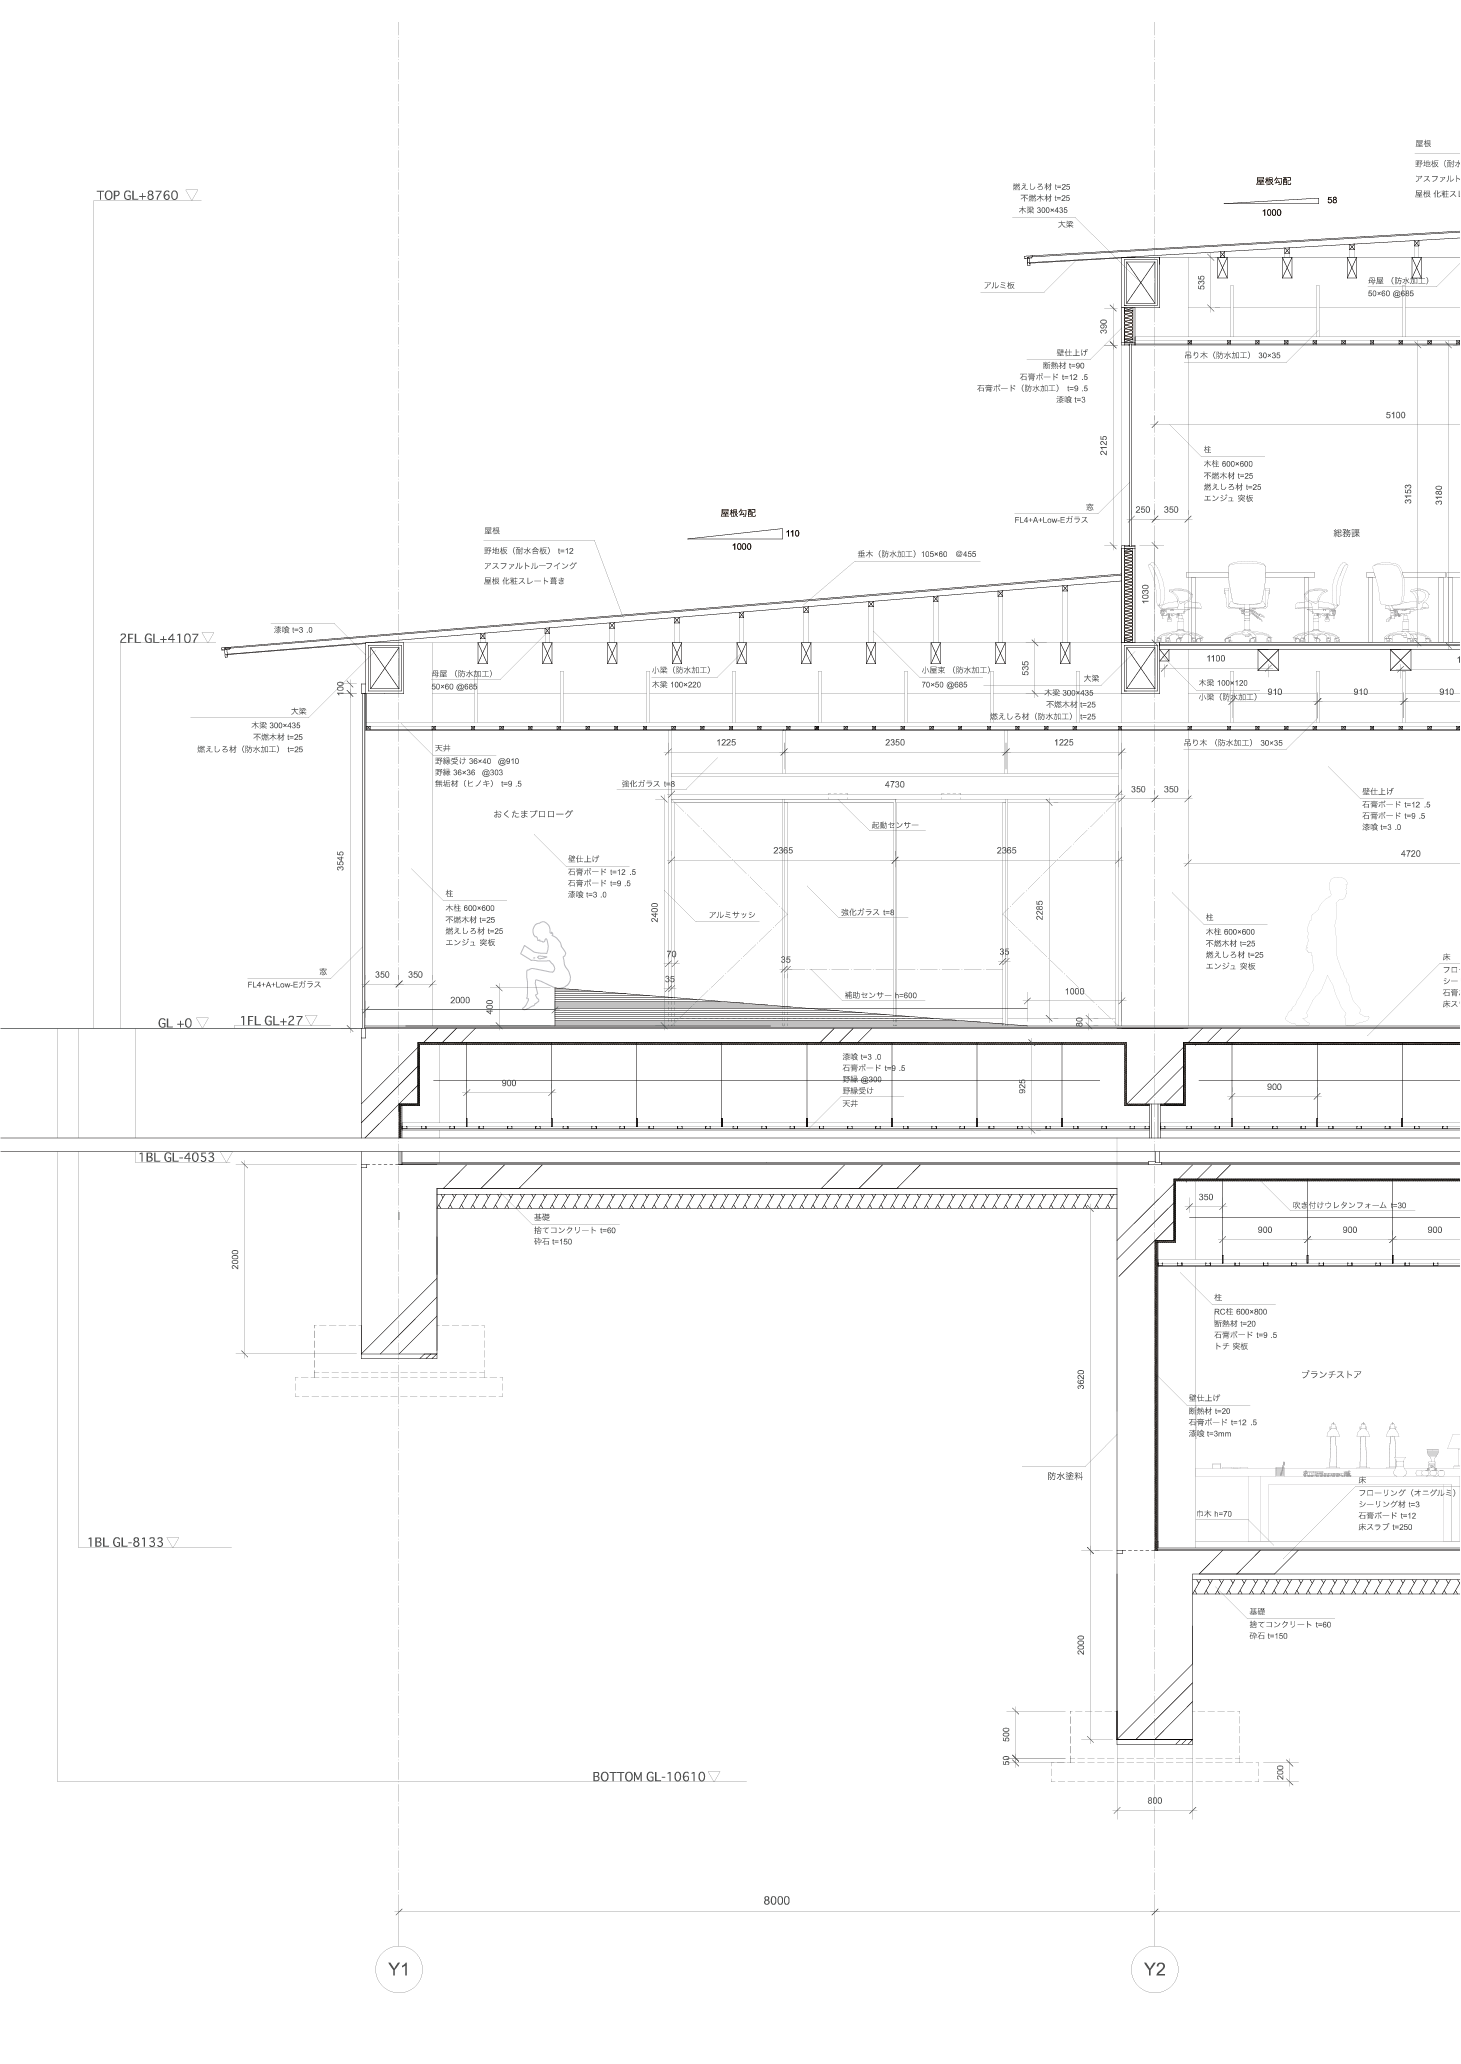 屋根
野地板（耐水
アスファルト
屋根 化粧スレ
屋根勾配
58
1000
TOP GL+8760
燃えしろ材 t=25
不燃木材 t=25
木梁 300×435
大梁
アルミ板
535
母屋 （防水加工）
50×60 @685
390
壁仕上げ
断熱材 t=90
石膏ボード t=12 .5
石膏ボード（防水加工） t=9 .5
漆喰 t=3
吊り木（防水加工） 30×35
5100
2125
柱
木柱 600×600
不燃木材 t=25
燃えしろ材 t=25
エンジュ 突板
3153
3180
窓
FL4+A+Low-Eガラス
250
350
総務課
屋根
野地板（耐水合板） t=12
アスファルトルーフィング
屋根 化粧スレート葺き
屋根勾配
110
1000
垂木（防水加工）105×60 @455
1030
漆喰 t=3 .0
2FL GL+4107
母屋 （防水加工）
50×60 @685
小梁（防水加工）
木梁 100×220
小屋束 （防水加工）
70×50 @685
535
大梁
木梁 300×435
不燃木材 t=25
燃えしろ材（防水加工） t=25
1100
木梁 100×120
小梁（防水加工）
910
910
910
100
大梁
木梁 300×435
不燃木材 t=25
燃えしろ材（防水加工） t=25
天井
野縁受け 36×40 @910
野縁 36×36 @303
無垢材（ヒノキ） t=9 .5
1225
2350
1225
吊り木 （防水加工） 30×35
強化ガラス t=8
4730
350
350
壁仕上げ
石膏ボード t=12 .5
石膏ボード t=9 .5
漆喰 t=3 .0
おくたまプロローグ
起動センサー
3545
壁仕上げ
石膏ボード t=12 .5
石膏ボード t=9 .5
漆喰 t=3 .0
2365
2365
4720
柱
木柱 600×600
不燃木材 t=25
燃えしろ材 t=25
エンジュ 突板
2400
アルミサッシ
強化ガラス t=8
2285
柱
木柱 600×600
不燃木材 t=25
燃えしろ材 t=25
エンジュ 突板
窓
FL4+A+Low-Eガラス
350
350
70
35
35
35
床
フロー
シー
石膏
床ス
2000
400
補助センサー h=600
1000
80
GL +0
1FL GL+27
漆喰 t=3 .0
石膏ボード t=9 .5
野縁 @300
野縁受け
天井
900
925
900
1BL GL-4053
2000
基礎
捨てコンクリート t=60
砕石 t=150
350
吹き付けウレタンフォーム t=30
900
900
900
柱
RC柱 600×800
断熱材 t=20
石膏ボード t=9 .5
トチ 突板
3620
ブランチストア
壁仕上げ
断熱材 t=20
石膏ボード t=12 .5
漆喰 t=3mm
防水塗料
床
フローリング（オニグルミ）
シーリング材 t=3
石膏ボード t=12
床スラブ t=250
巾木 h=70
1BL GL-8133
基礎
捨てコンクリート t=60
砕石 t=150
2000
500
50
200
BOTTOM GL-10610
800
8000
Y1
Y2